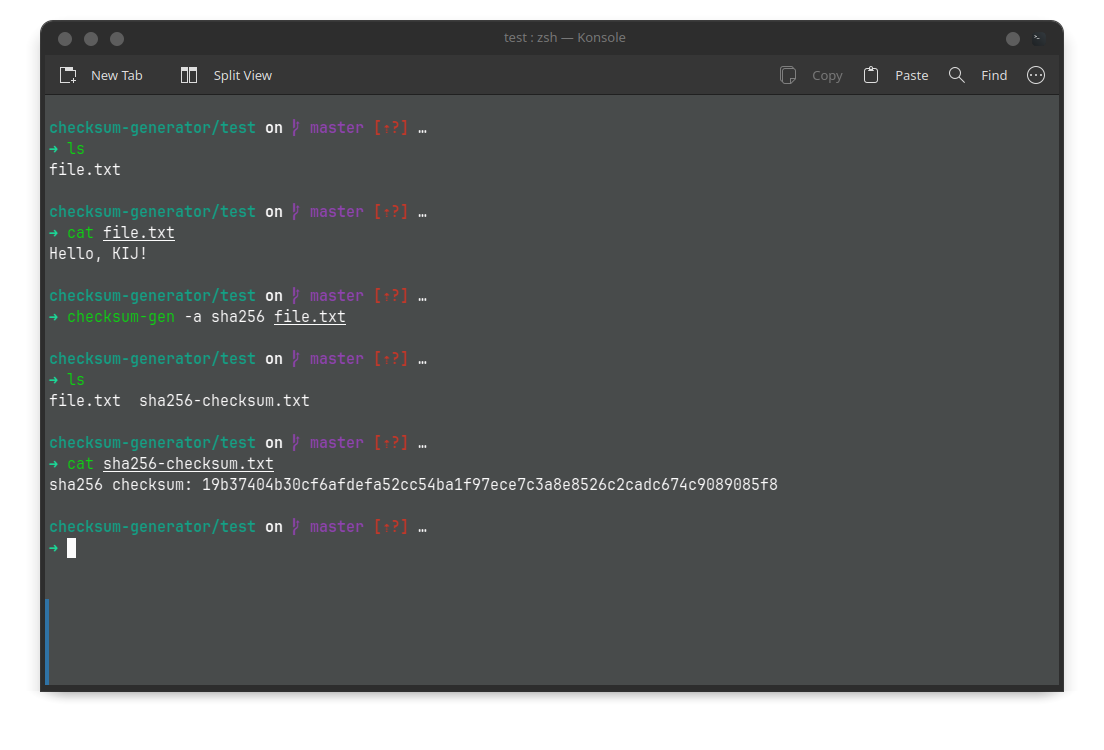 test : zsh — Konsole
New Tab Split View Copy Paste Find
checksum-generator/test on master [⇡?] …
➜ ls
file.txt
checksum-generator/test on master [⇡?] …
➜ cat file.txt
Hello, KIJ!
checksum-generator/test on master [⇡?] …
➜ checksum-gen -a sha256 file.txt
checksum-generator/test on master [⇡?] …
➜ ls
file.txt  sha256-checksum.txt
checksum-generator/test on master [⇡?] …
➜ cat sha256-checksum.txt
sha256 checksum: 19b37404b30cf6afdefa52cc54ba1f97ece7c3a8e8526c2cadc674c9089085f8
checksum-generator/test on master [⇡?] …
➜